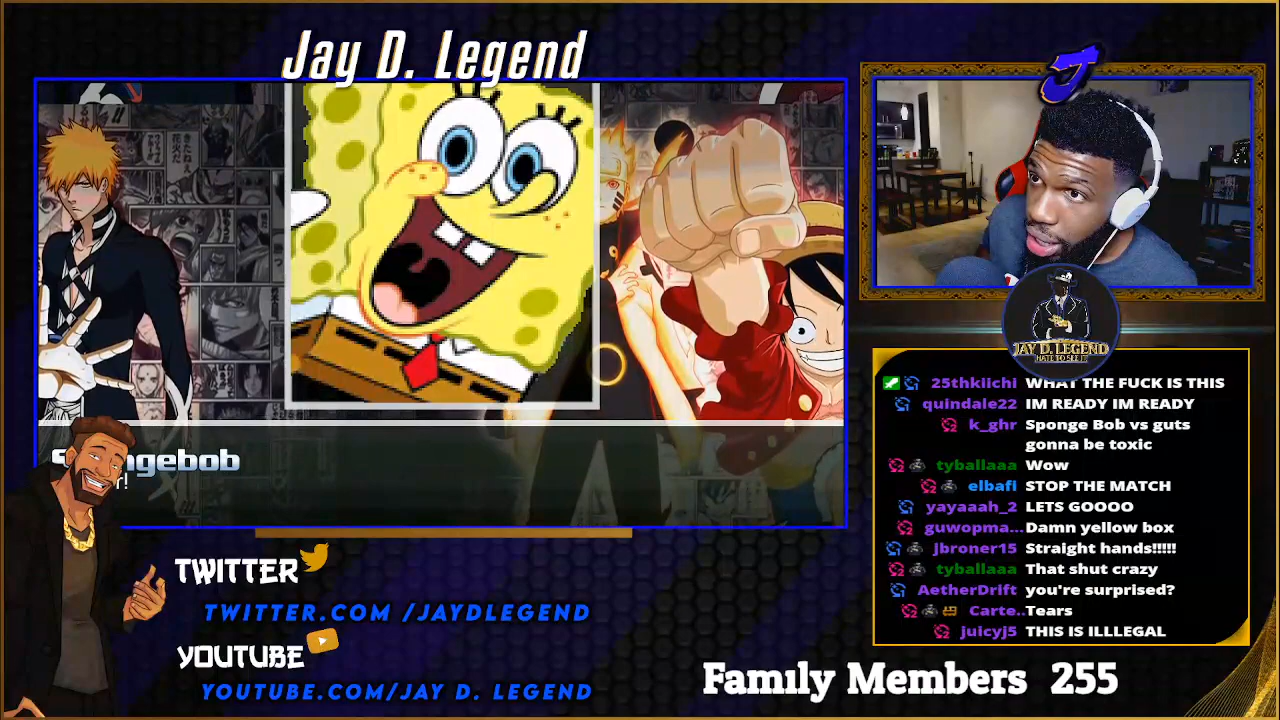 Jay D. Legend
J
ngebob
r!
JAY D. LEGEND
HATE TO SEE IT
25thkiichi WHAT THE FUCK IS THIS
quindale22 IM READY IM READY
k_ghr Sponge Bob vs guts
gonna be toxic
tyballaaa Wow
elbafi STOP THE MATCH
yayaaah_2 LETS GOOOO
guwopma... Damn yellow box
Jbroner15 Straight hands!!!!!
tyballaaa That shut crazy
AetherDrift you're surprised?
Carte.. Tears
juicyj5 THIS IS ILLLEGAL
TWITTER
TWITTER.COM /JAYDLEGEND
YOUTUBE
YOUTUBE.COM/JAY D. LEGEND
Family Members 255